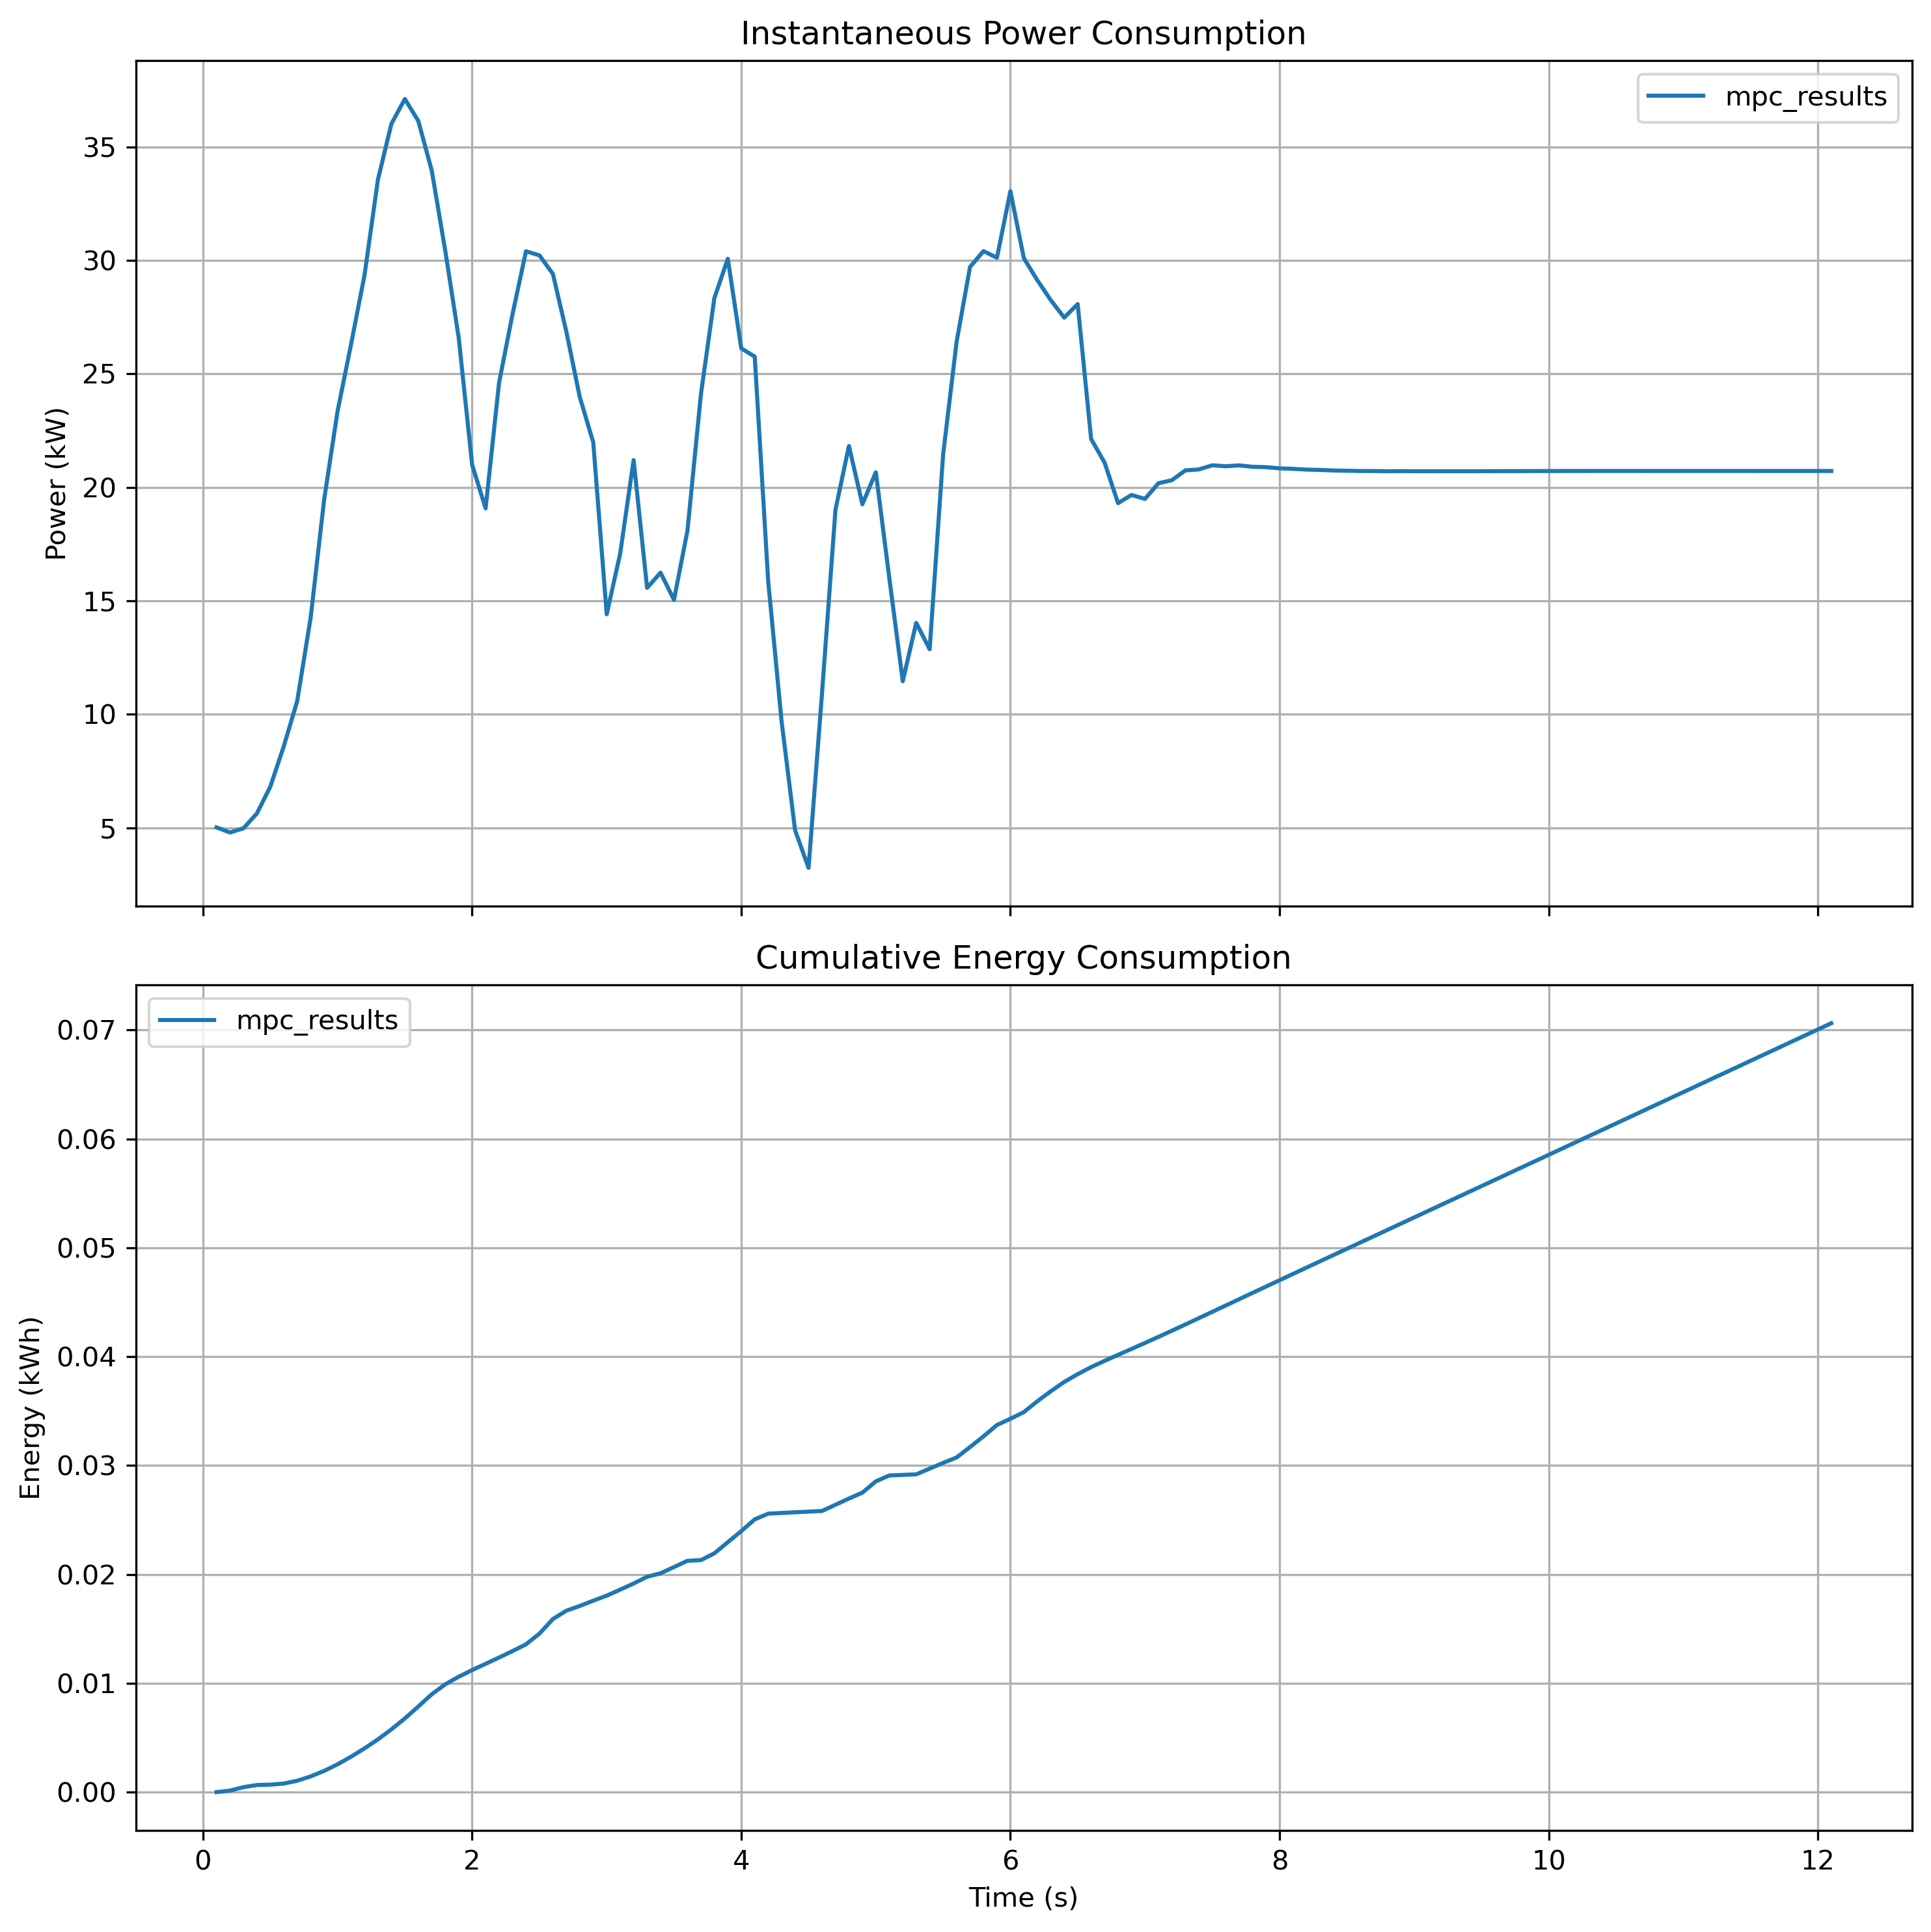 Instantaneous Power Consumption
mpc_results
35
30
25
20
15
10
5
Power (kW)
Cumulative Energy Consumption
mpc_results
0.07
0.06
0.05
0.04
0.03
0.02
0.01
0.00
Energy (kWh)
0 2 4 6 8 10 12
Time (s)